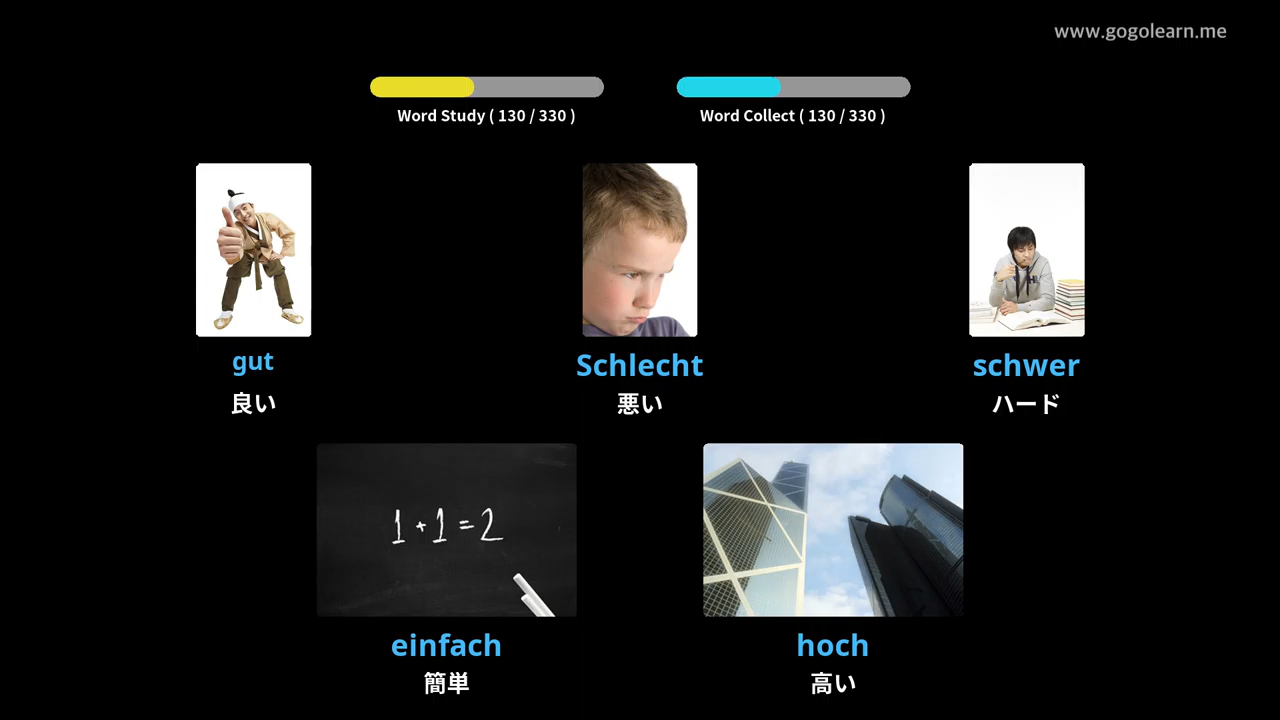 www.gogolearn.me
Word Study ( 130 / 330 )
Word Collect ( 130 / 330 )
gut
良い
Schlecht
悪い
schwer
ハード
1+1=2
einfach
簡単
hoch
高い